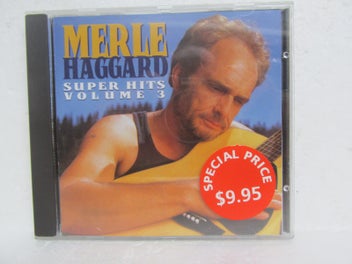 MERLE
HAGGARD
SUPER HITS
VOLUME 3
SPECIAL PRICE
$9.95